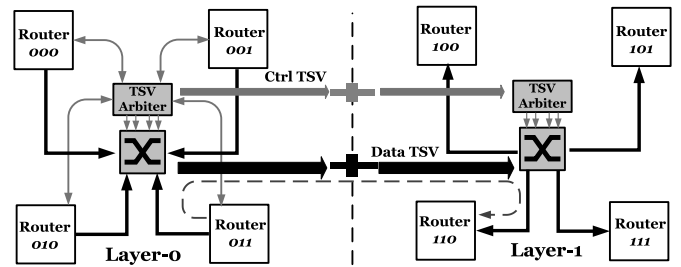 Router
000
Router
001
Router
100
Router
101
Ctrl TSV
TSV
Arbiter
TSV
Arbiter
Data TSV
Router
010
Router
011
Layer-0
Router
110
Router
111
Layer-1